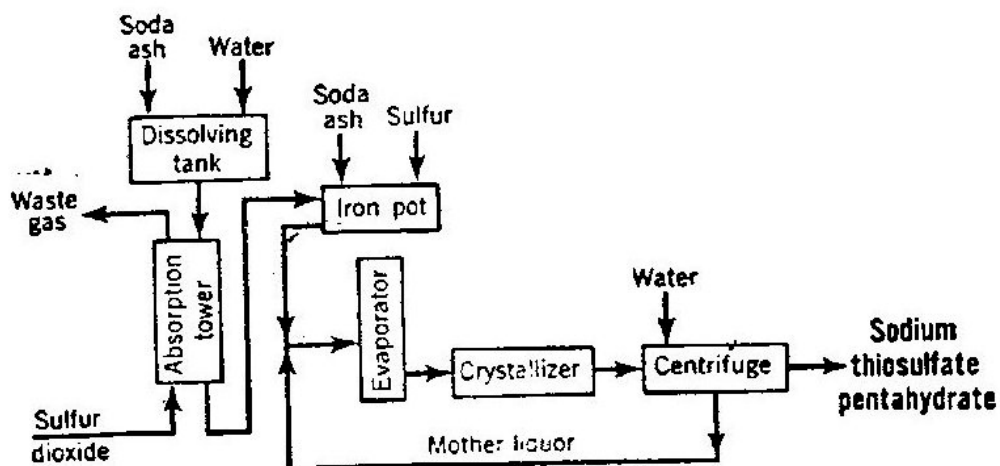 Soda
ash
Water
Dissolving
tank
Soda
ash
Sulfur
Waste
gas
Iron pot
Absorption
tower
Evaporator
Water
Crystallizer
Centrifuge
Sodium
thiosulfate
pentahydrate
Sulfur
dioxide
Mother liquor